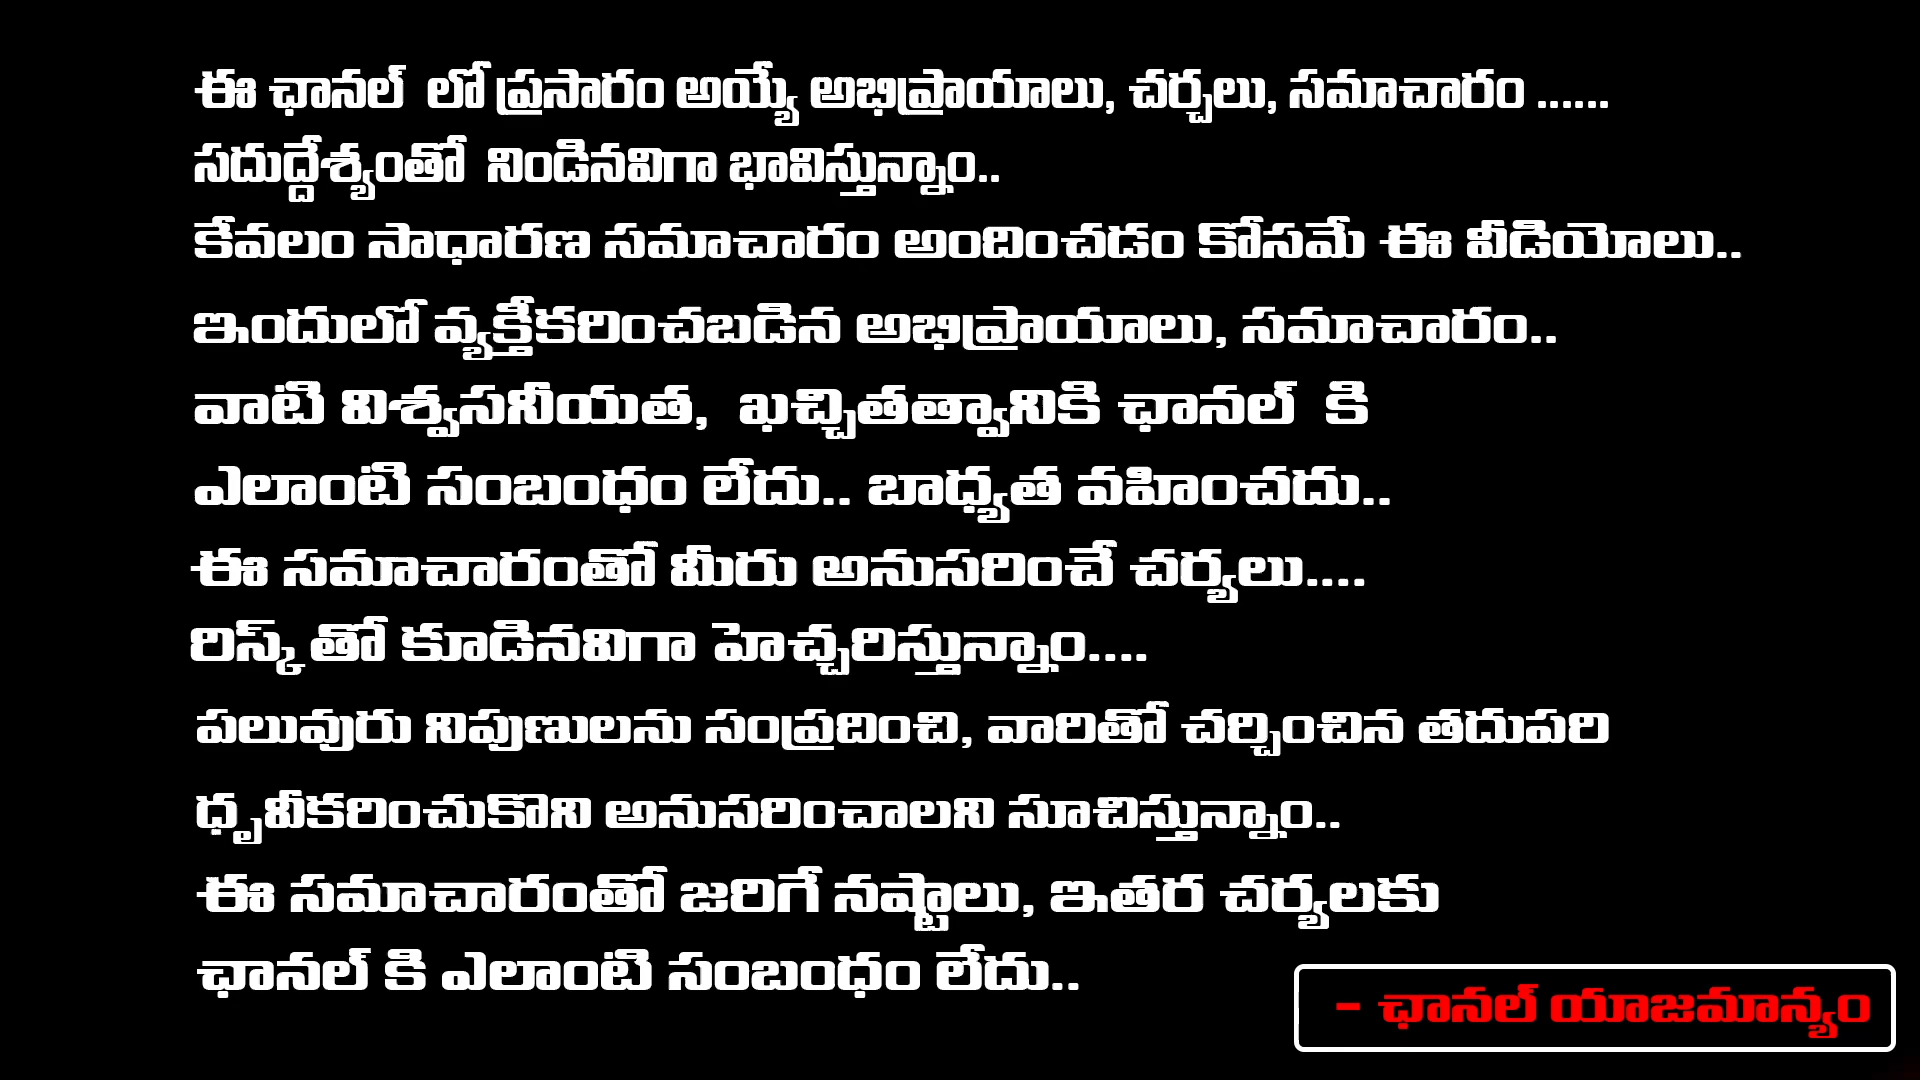 ఈ ఛానల్ లో ప్రసారం అయ్యే అభిప్రాయాలు, చర్చలు, సమాచారం ......
సదుద్దేశ్యంతో నిండినవిగా భావిస్తున్నాం..
కేవలం సాధారణ సమాచారం అందించడం కోసమే ఈ వీడియోలు..
ఇందులో వ్యక్తీకరించబడిన అభిప్రాయాలు, సమాచారం..
వాటి విశ్వసనీయత, ఖచ్చితత్వానికి ఛానల్ కి
ఎలాంటి సంబంధం లేదు.. బాధ్యత వహించదు..
ఈ సమాచారంతో మీరు అనుసరించే చర్యలు....
రిస్క్ తో కూడినవిగా హెచ్చరిస్తున్నాం....
పలువురు నిపుణులను సంప్రదించి, వారితో చర్చించిన తదుపరి
ధృవీకరించుకొని అనుసరించాలని సూచిస్తున్నాం..
ఈ సమాచారంతో జరిగే నష్టాలు, ఇతర చర్యలకు
ఛానల్ కి ఎలాంటి సంబంధం లేదు..
- ఛానల్ యాజమాన్యం